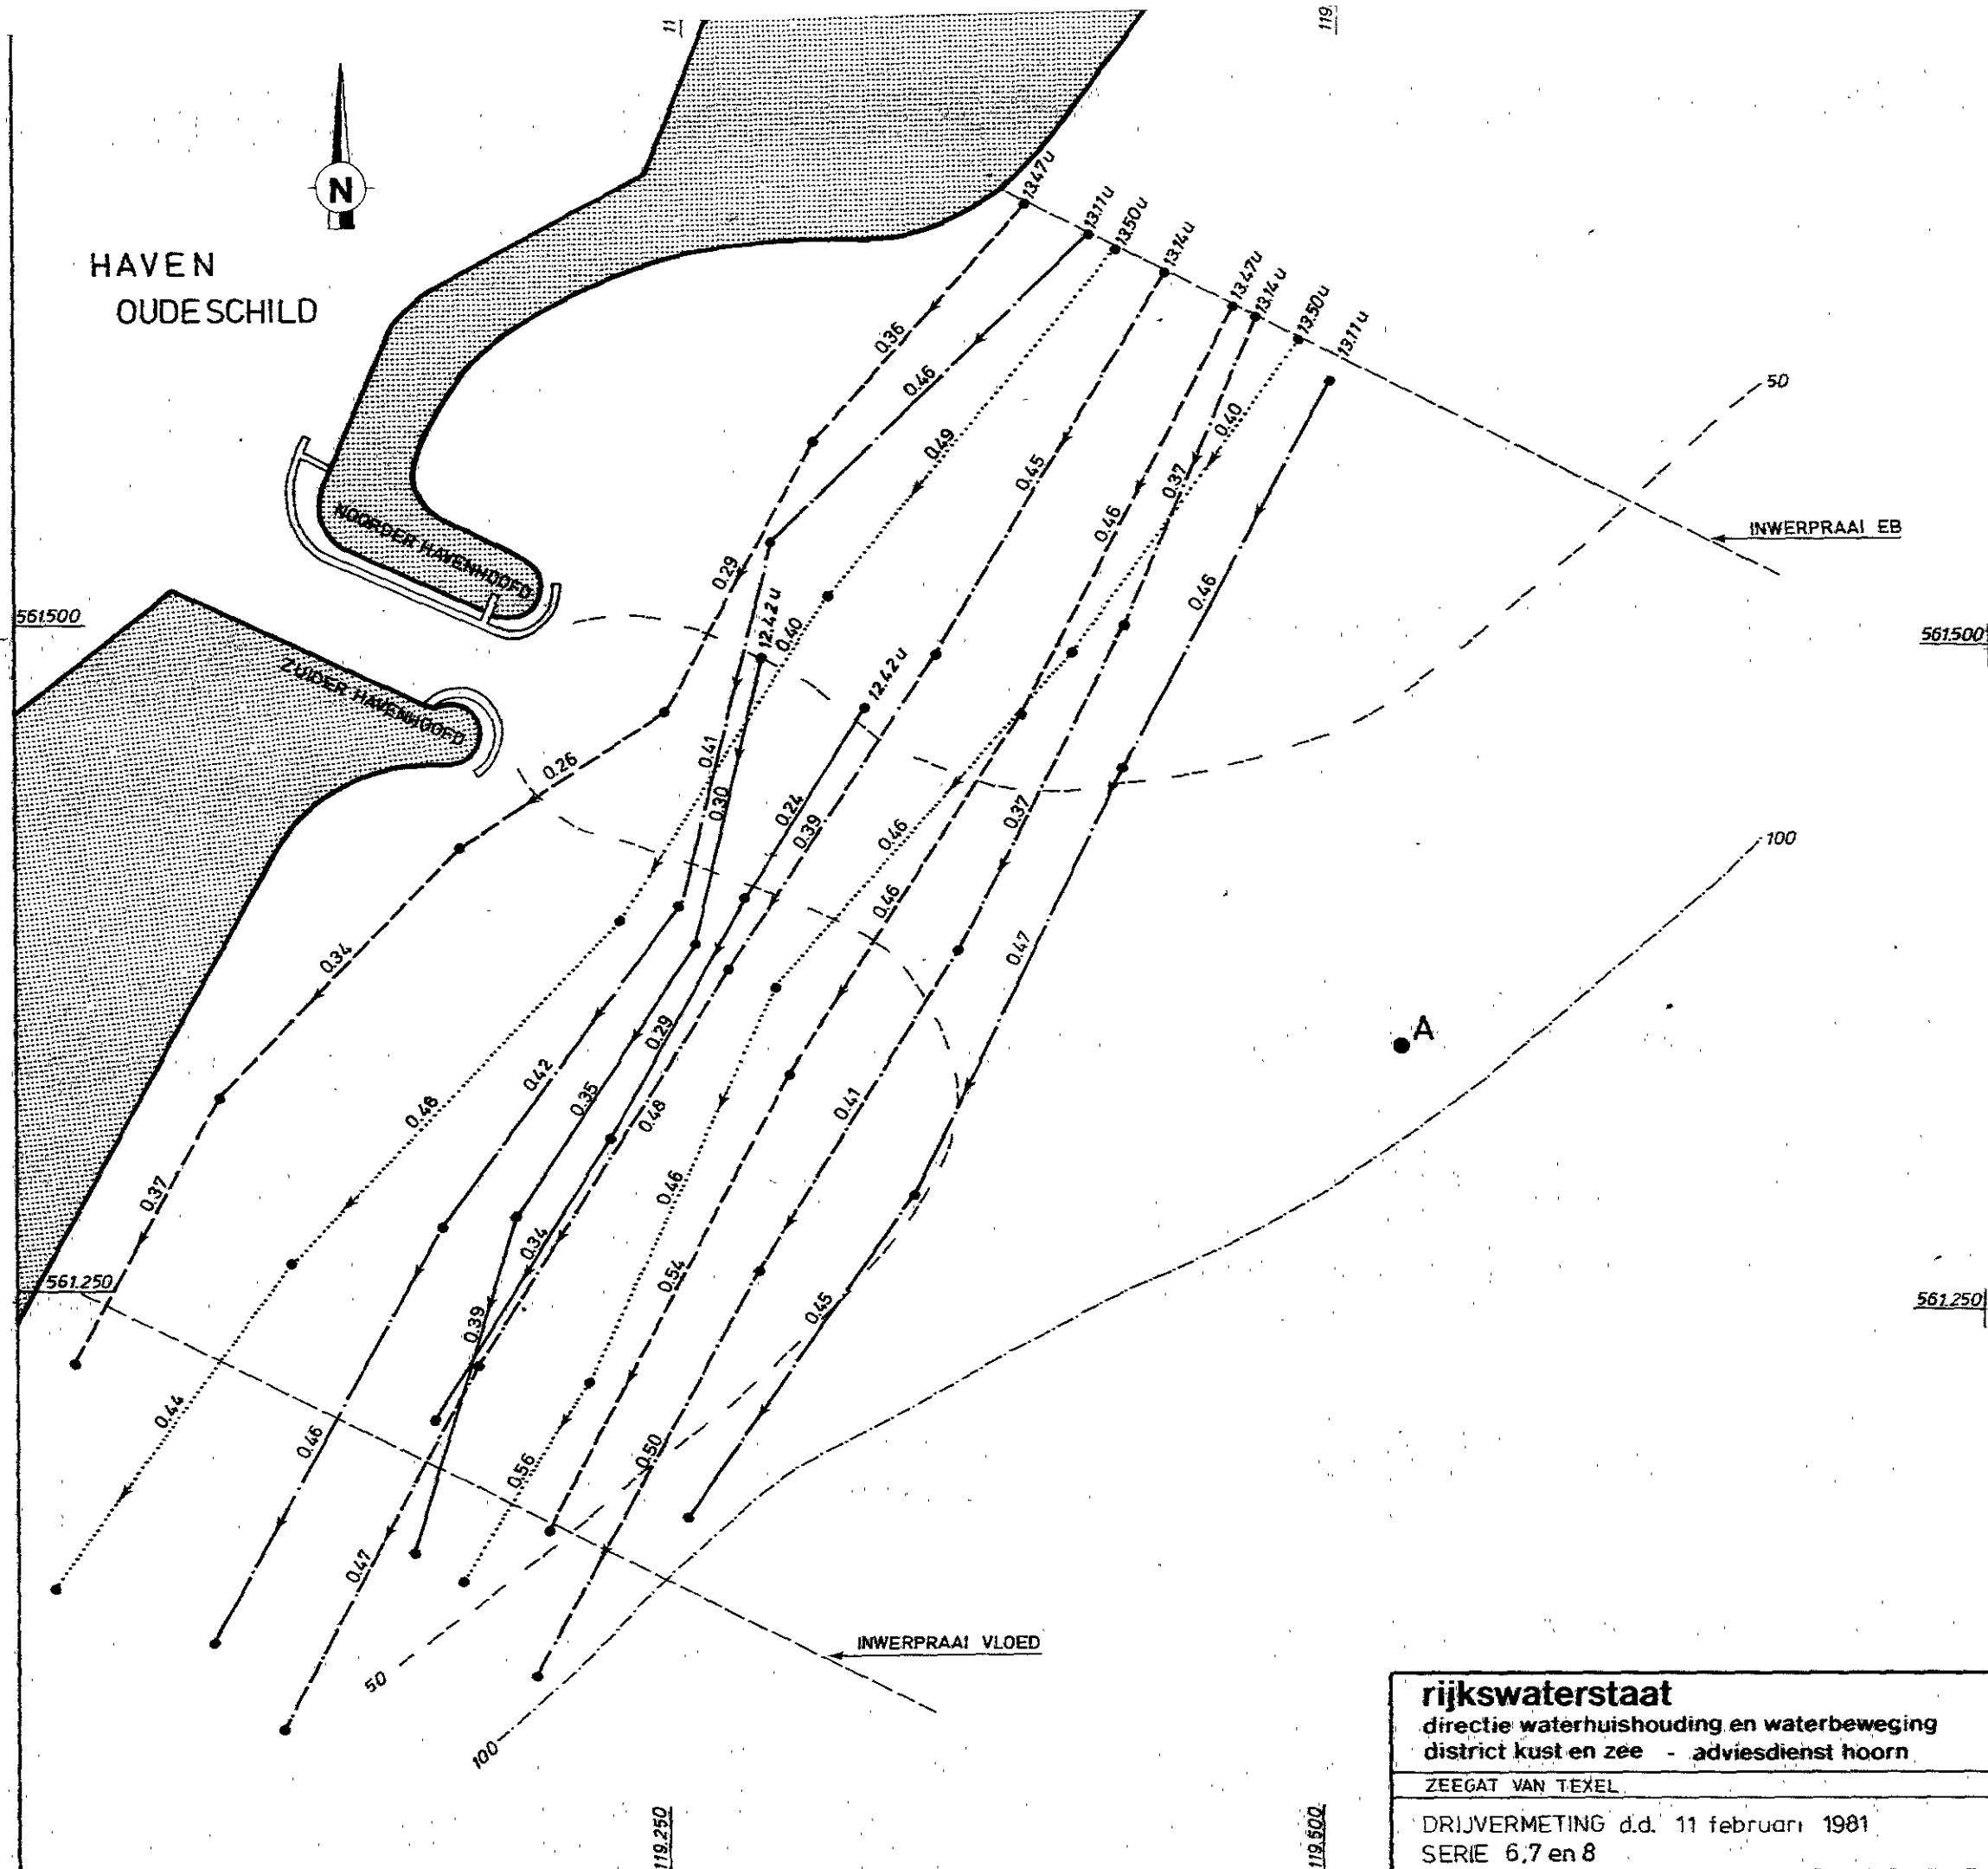 11
119.
N
HAVEN
OUDESCHILD
13.47u
13.11u
13.50u
13.14u
13.47u
13.14u
13.50u
13.11u
0.36
0.46
0.49
0.45
0.46
0.37
0.40
0.46
50
INWERPRAAI EB
NOORDER HAVENHOOFD
ZUIDER HAVENHOOFD
561.500
561.500
0.29
12.42u
0.40
12.42u
0.41
0.30
0.26
0.24
0.39
0.46
0.37
0.46
0.47
100
A
0.34
0.29
0.42
0.35
0.48
0.48
0.41
0.46
0.37
0.34
0.54
0.39
0.45
561.250
561.250
0.44
0.46
0.56
0.50
0.47
INWERPRAAI VLOED
50
100
119.250
119.500
rijkswaterstaat
directie waterhuishouding en waterbeweging
district kust en zee - adviesdienst hoorn
ZEEGAT VAN TEXEL
DRIJVERMETING d.d. 11 februari 1981
SERIE 6,7 en 8